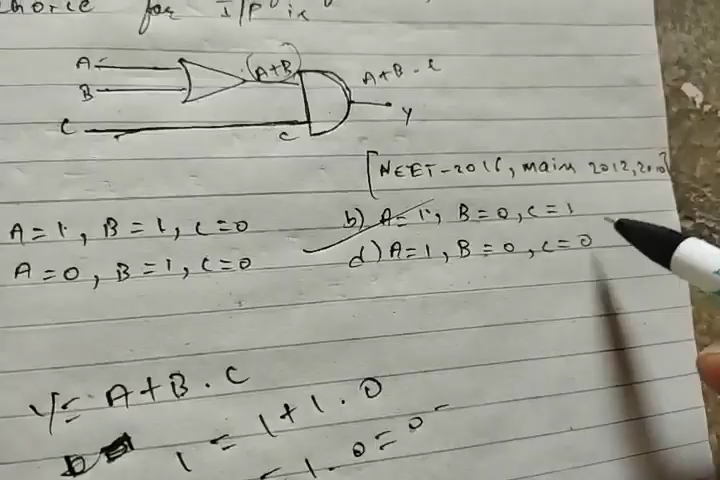 for I/P is
A
(A+B)
A+B . C
B
Y
C
C
[NEET-2016, main 2012, 2010]
A=1, B=1, C=0
b) A=1, B=0, C=1
A=0, B=1, C=0
d) A=1, B=0, C=0
Y= A+B . C
1 = 1+1 . 0
= 1 . 0 = 0